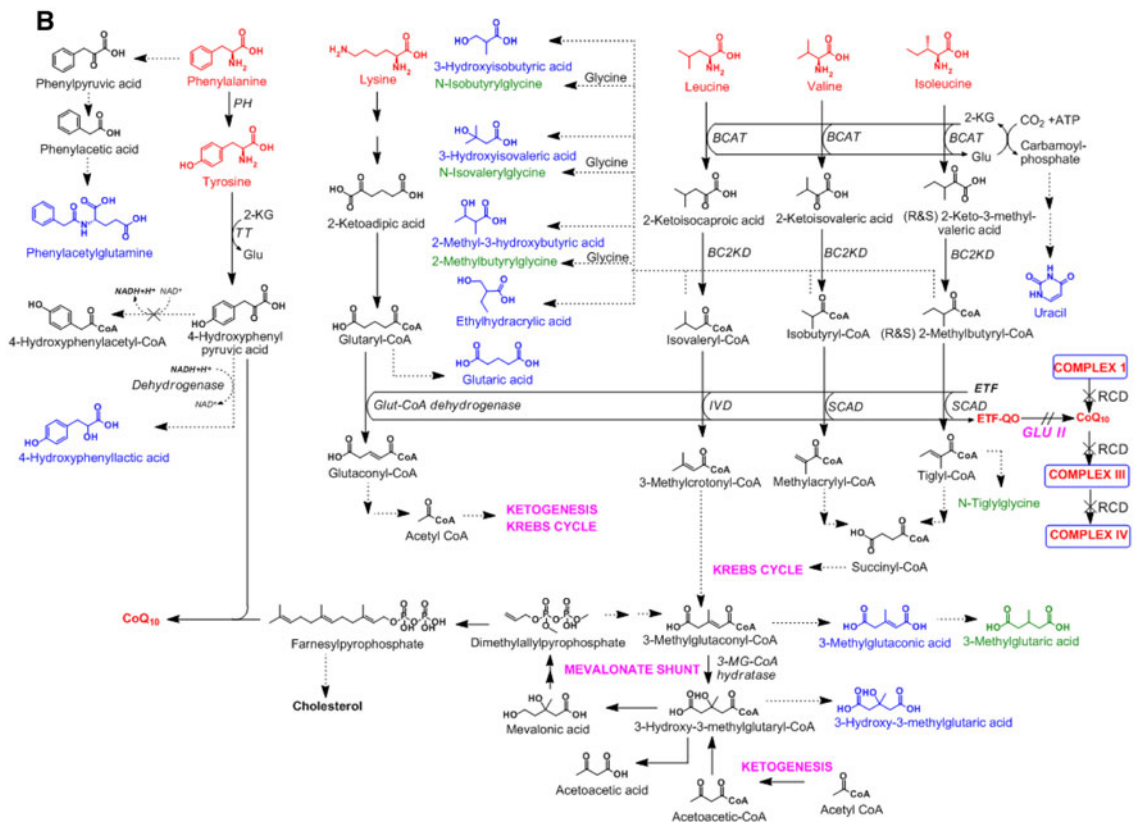 B
Phenylpyruvic acid
Phenylalanine
PH
Phenylacetic acid
Tyrosine
Phenylacetylglutamine
2-KG
TT
Glu
NADH+H+ NAD+
4-Hydroxyphenylacetyl-CoA
4-Hydroxyphenyl
pyruvic acid
NADH+H+
Dehydrogenase
NAD+
4-Hydroxyphenyllactic acid
Lysine
2-Ketoadipic acid
Glutaryl-CoA
Glutaric acid
Glut-CoA dehydrogenase
Glutaconyl-CoA
Acetyl CoA
KETOGENESIS
KREBS CYCLE
3-Hydroxyisobutyric acid
N-Isobutyrylglycine
Glycine
3-Hydroxyisovaleric acid
N-Isovalerylglycine
Glycine
2-Methyl-3-hydroxybutyric acid
2-Methylbutyrylglycine
Glycine
Ethylhydracrylic acid
Leucine
Valine
Isoleucine
BCAT
BCAT
BCAT
2-KG
Glu
CO2 +ATP
Carbamoyl-
phosphate
Uracil
2-Ketoisocaproic acid
2-Ketoisovaleric acid
(R&S) 2-Keto-3-methyl-
valeric acid
BC2KD
BC2KD
BC2KD
Isovaleryl-CoA
Isobutyryl-CoA
(R&S) 2-Methylbutyryl-CoA
ETF
IVD
SCAD
SCAD
ETF-QO
GLU II
CoQ10
COMPLEX 1
RCD
RCD
COMPLEX III
RCD
COMPLEX IV
3-Methylcrotonyl-CoA
Methylacrylyl-CoA
Tiglyl-CoA
N-Tiglylglycine
Succinyl-CoA
KREBS CYCLE
CoQ10
Farnesylpyrophosphate
Cholesterol
Dimethylallylpyrophosphate
MEVALONATE SHUNT
Mevalonic acid
3-Methylglutaconyl-CoA
3-Methylglutaconic acid
3-Methylglutaric acid
3-MG-CoA
hydratase
3-Hydroxy-3-methylglutaryl-CoA
3-Hydroxy-3-methylglutaric acid
Acetoacetic acid
KETOGENESIS
Acetoacetic-CoA
Acetyl CoA